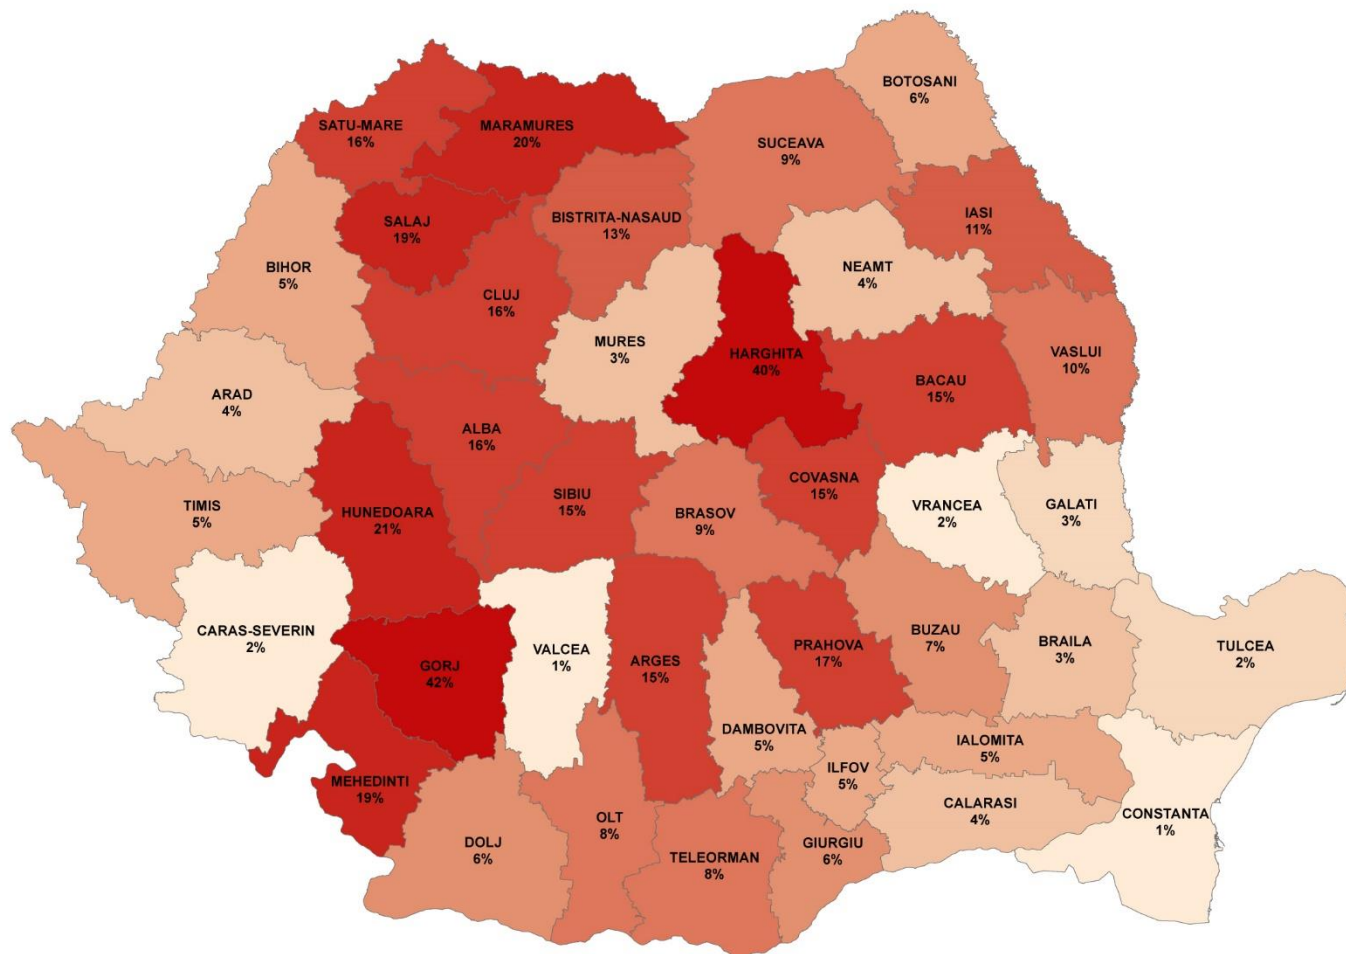 BOTOSANI
6%
SATU-MARE
16%
MARAMURES
20%
SUCEAVA
9%
SALAJ
19%
BISTRITA-NASAUD
13%
IASI
11%
BIHOR
5%
CLUJ
16%
NEAMT
4%
MURES
3%
HARGHITA
40%
VASLUI
10%
ARAD
4%
BACAU
15%
ALBA
16%
TIMIS
5%
HUNEDOARA
21%
SIBIU
15%
BRASOV
9%
COVASNA
15%
VRANCEA
2%
GALATI
3%
CARAS-SEVERIN
2%
GORJ
42%
VALCEA
1%
ARGES
15%
PRAHOVA
17%
BUZAU
7%
BRAILA
3%
TULCEA
2%
DAMBOVITA
5%
IALOMITA
5%
ILFOV
5%
MEHEDINTI
19%
CALARASI
4%
CONSTANTA
1%
DOLJ
6%
OLT
8%
TELEORMAN
8%
GIURGIU
6%